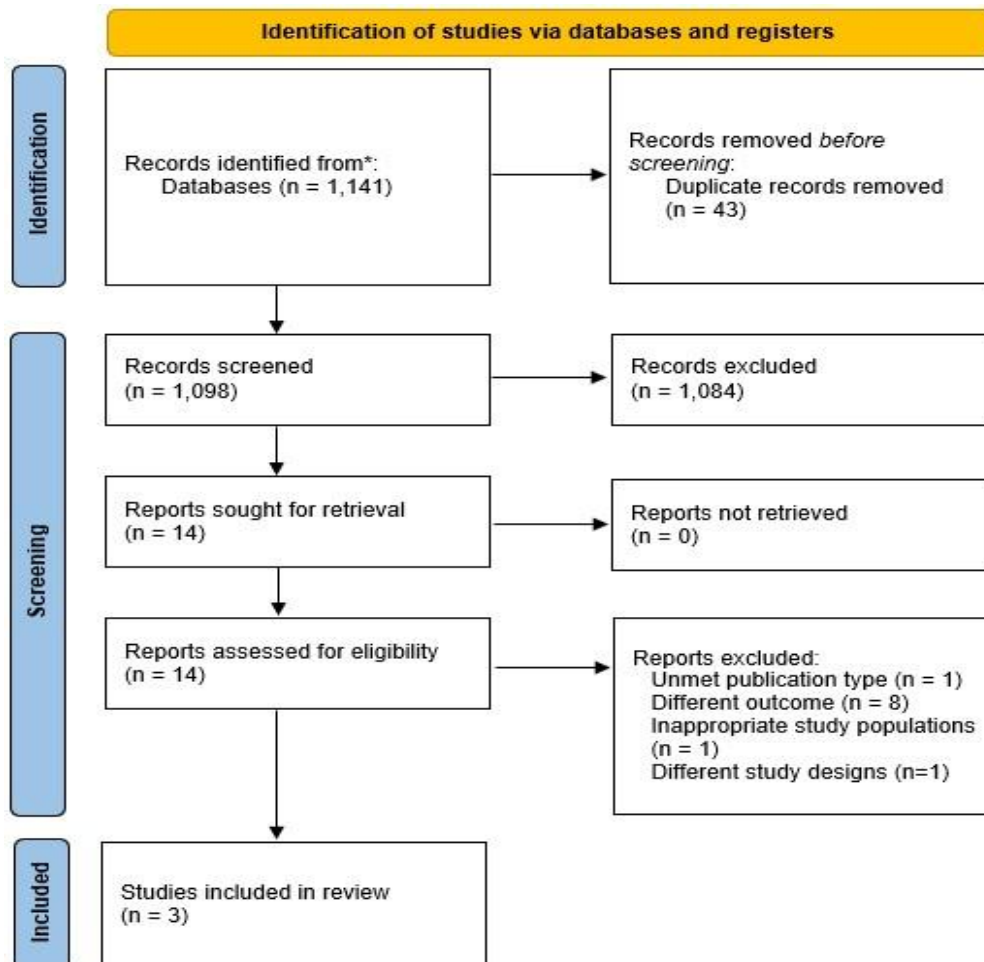 Identification of studies via databases and registers
Identification
Records identified from*:
Databases (n = 1,141)
Records removed before
screening:
Duplicate records removed
(n = 43)
Screening
Records screened
(n = 1,098)
Records excluded
(n = 1,084)
Reports sought for retrieval
(n = 14)
Reports not retrieved
(n = 0)
Reports assessed for eligibility
(n = 14)
Reports excluded:
Unmet publication type (n = 1)
Different outcome (n = 8)
Inappropriate study populations
(n = 1)
Different study designs (n=1)
Included
Studies included in review
(n = 3)